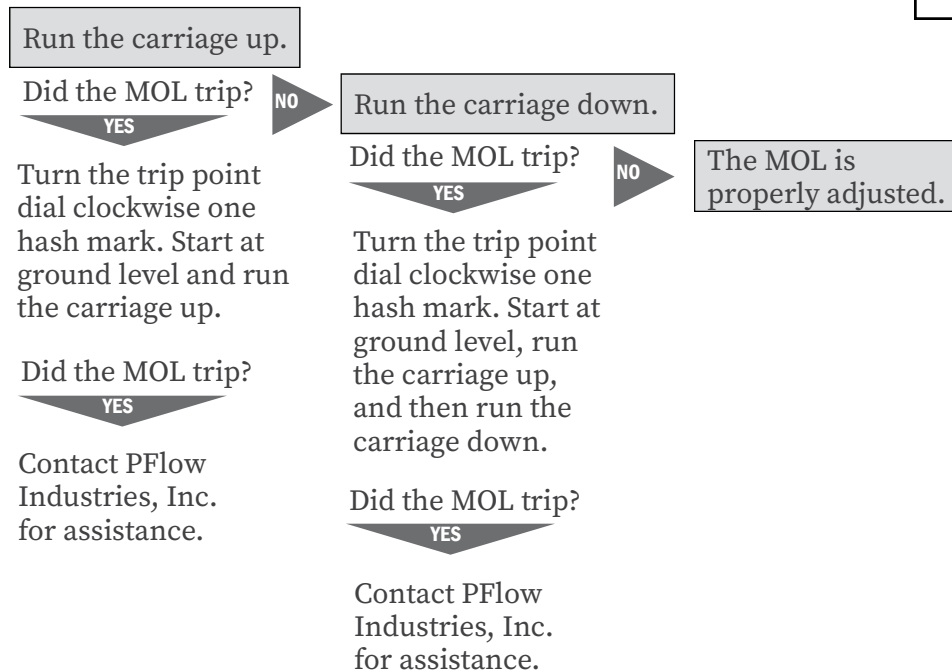 Run the carriage up.
Did the MOL trip?
NO
YES
Turn the trip point
dial clockwise one
hash mark. Start at
ground level and run
the carriage up.
Did the MOL trip?
YES
Contact PFlow
Industries, Inc.
for assistance.
Run the carriage down.
Did the MOL trip?
NO
YES
Turn the trip point
dial clockwise one
hash mark. Start at
ground level, run
the carriage up,
and then run the
carriage down.
Did the MOL trip?
YES
Contact PFlow
Industries, Inc.
for assistance.
The MOL is
properly adjusted.